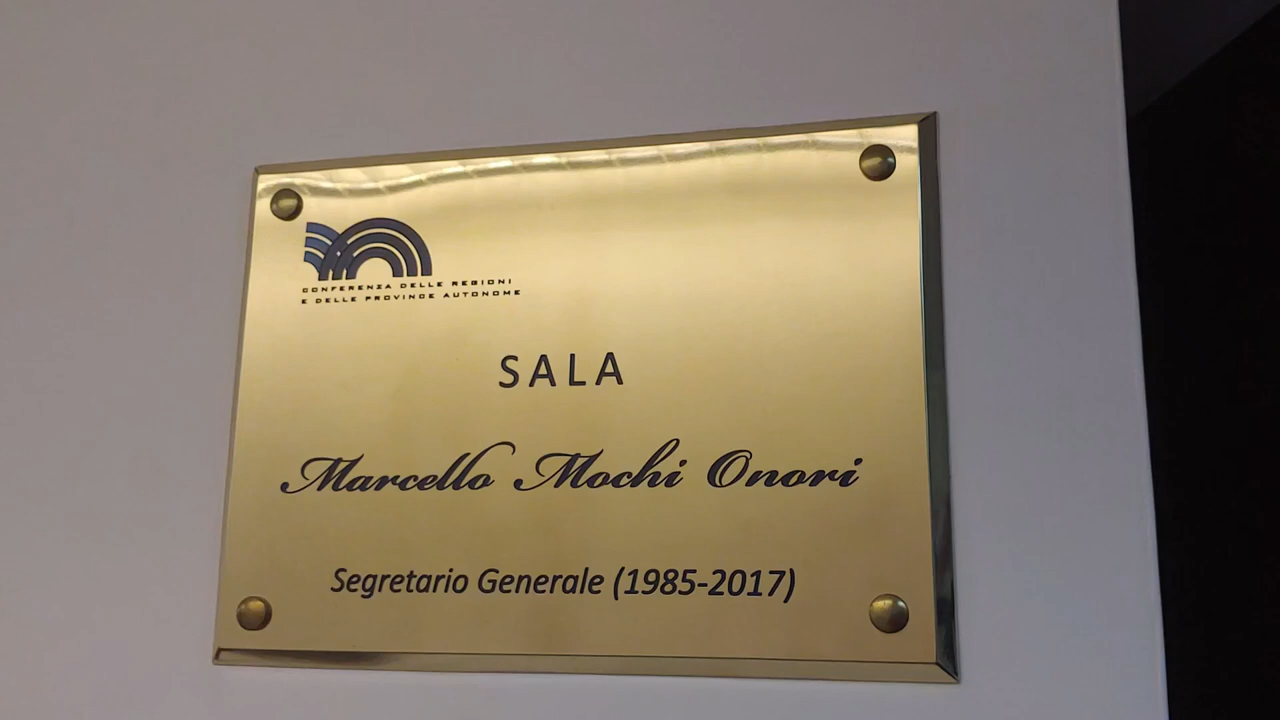 CONFERENZA DELLE REGIONI
E DELLE PROVINCE AUTONOME
SALA
Marcello Mochi Onori
Segretario Generale (1985-2017)